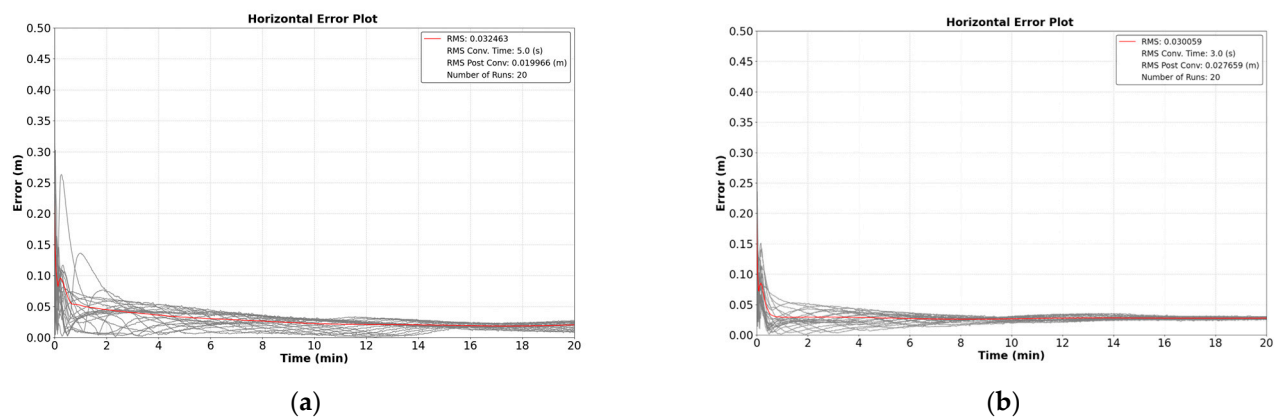 Horizontal Error Plot
0.50
0.45
0.40
0.35
0.30
0.25
0.20
0.15
0.10
0.05
0.00
Error (m)
RMS: 0.032463
RMS Conv. Time: 5.0 (s)
RMS Post Conv: 0.019966 (m)
Number of Runs: 20
0 2 4 6 8 10 12 14 16 18 20
Time (min)
(a)
Horizontal Error Plot
0.50
0.45
0.40
0.35
0.30
0.25
0.20
0.15
0.10
0.05
0.00
Error (m)
RMS: 0.030059
RMS Conv. Time: 3.0 (s)
RMS Post Conv: 0.027659 (m)
Number of Runs: 20
0 2 4 6 8 10 12 14 16 18 20
Time (min)
(b)